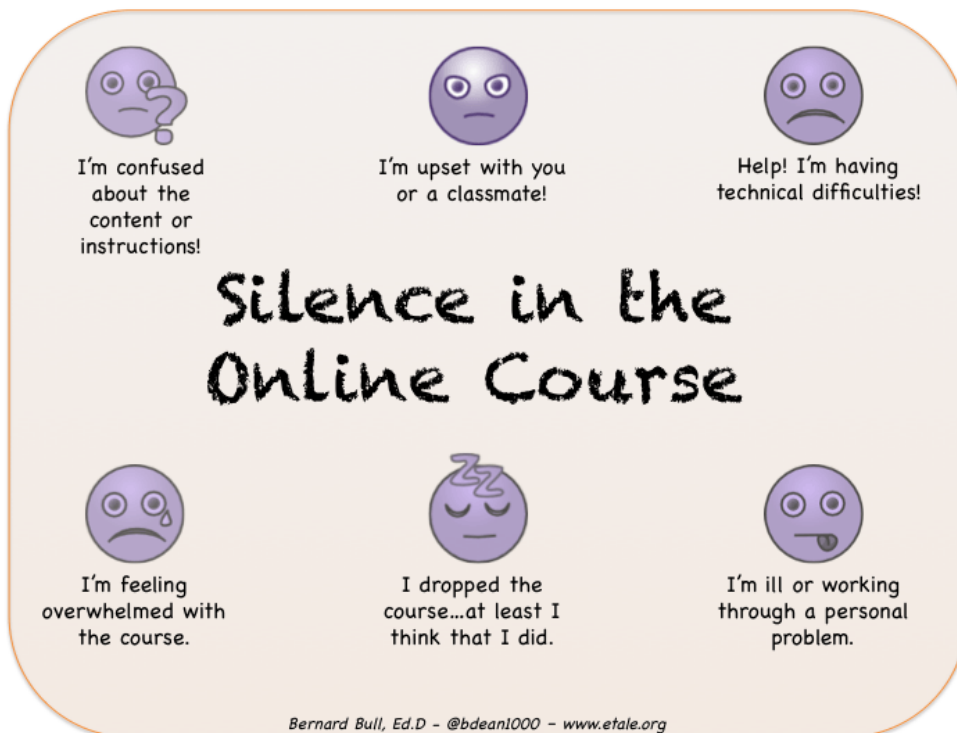 I'm confused
about the
content or
instructions!
I'm upset with you
or a classmate!
Help! I'm having
technical difficulties!
Silence in the
Online Course
I'm feeling
overwhelmed with
the course.
I dropped the
course...at least I
think that I did.
I'm ill or working
through a personal
problem.
Bernard Bull, Ed.D - @bdean1000 - www.etale.org